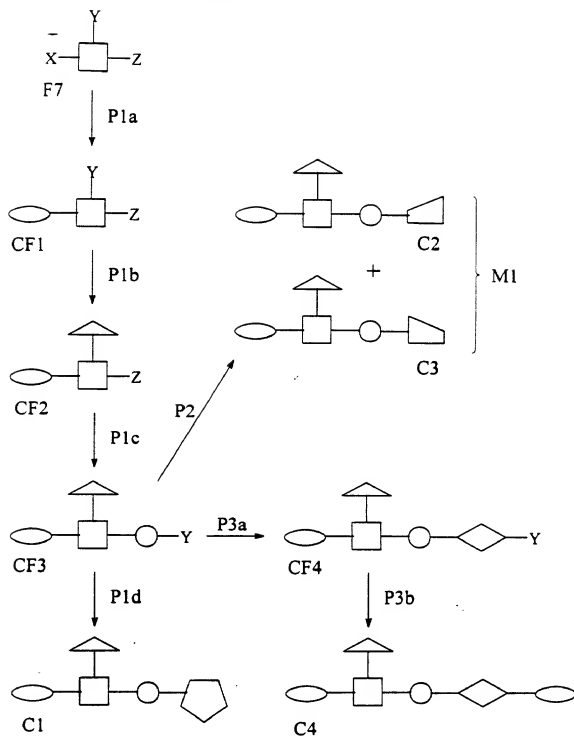 Y
X Z
F7
P1a
Y
Z
CF1
C2
P1b
+
M1
Z
CF2
C3
P1c
P2
Y
P3a
Y
CF3
CF4
P1d
P3b
C1
C4